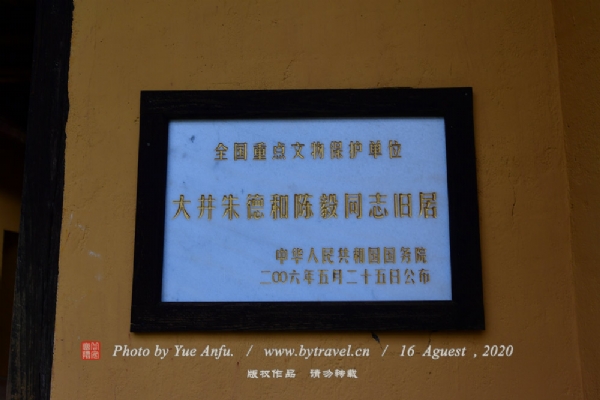 全国重点文物保护单位
大井朱德和陈毅同志旧居
中华人民共和国国务院
二〇〇六年五月二十五日公布
Photo by Yue Anfu. / www.bytravel.cn / 16 Aguest , 2020
版权作品 请勿转载